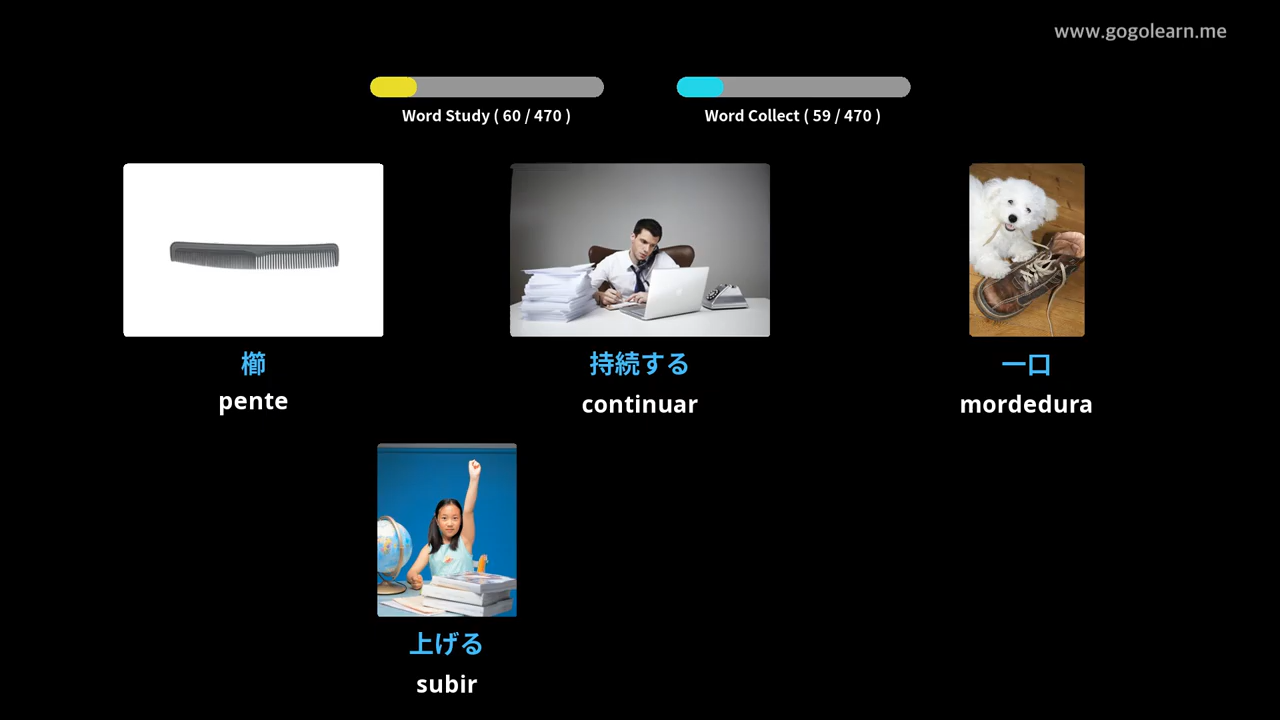 www.gogolearn.me
Word Study ( 60 / 470 )
Word Collect ( 59 / 470 )
櫛
pente
持続する
continuar
一口
mordedura
上げる
subir